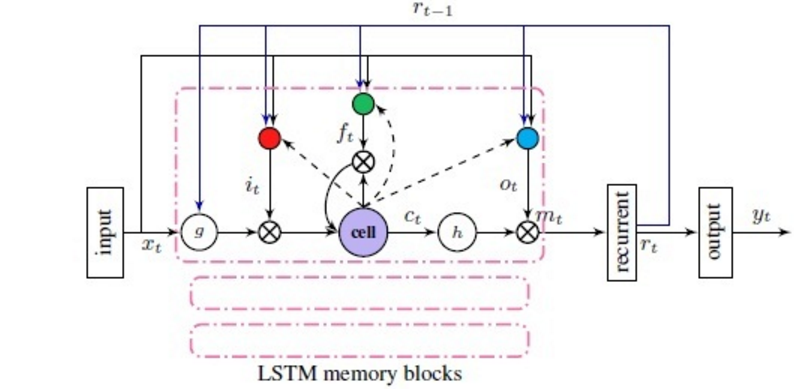 r_{t-1}
f_t
i_t
o_t
input
x_t
g
cell
c_t
h
m_t
recurrent
r_t
output
y_t
LSTM memory blocks